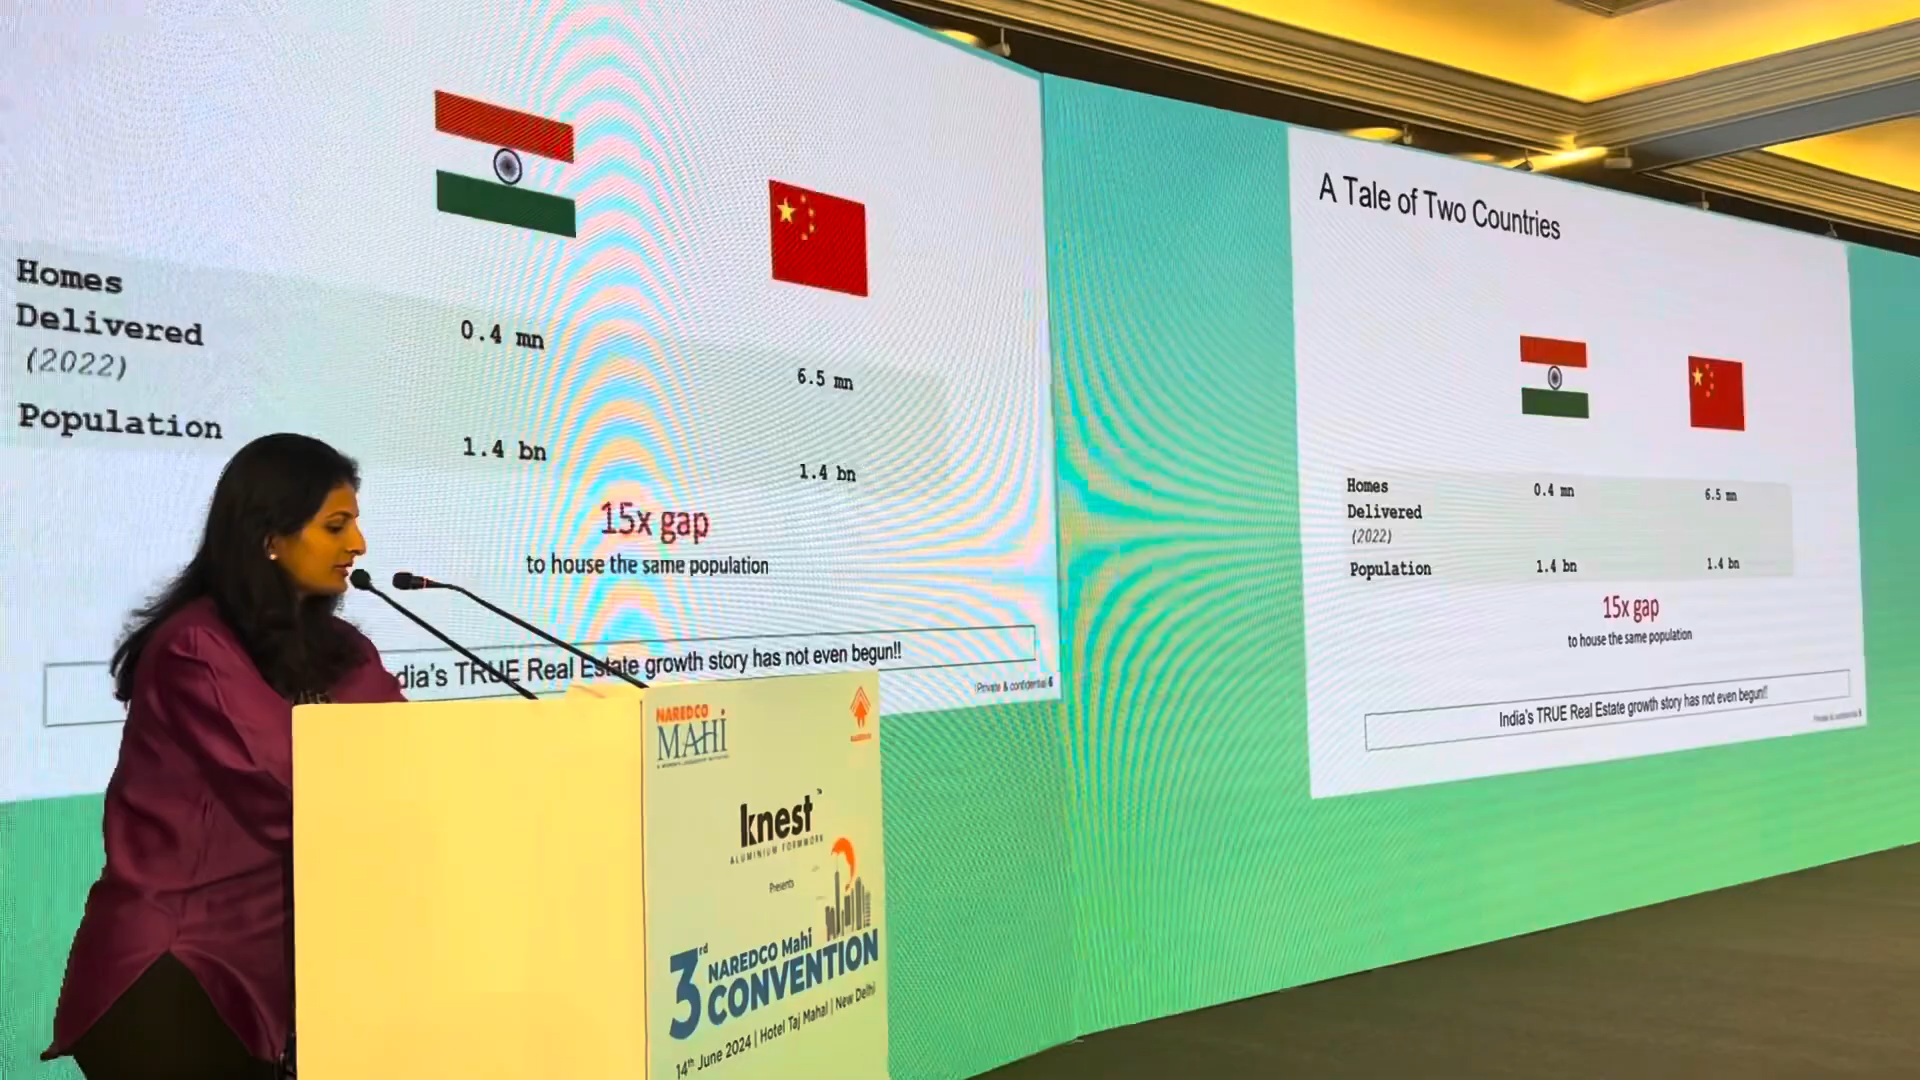 Homes
Delivered
(2022)
0.4 mn
6.5 mn
Population
1.4 bn
1.4 bn
15x gap
to house the same population
dia's TRUE Real Estate growth story has not even begun!!
Private & confidential 6
A Tale of Two Countries
Homes
Delivered
(2022)
0.4 mn
6.5 mn
Population
1.4 bn
1.4 bn
15x gap
to house the same population
India's TRUE Real Estate growth story has not even begun!!
NAREDCO
MAHI
knest
ALUMINIUM FORMWORK
Presents
3rd NAREDCO Mahi
CONVENTION
14th June 2024 | Hotel Taj Mahal | New Delhi